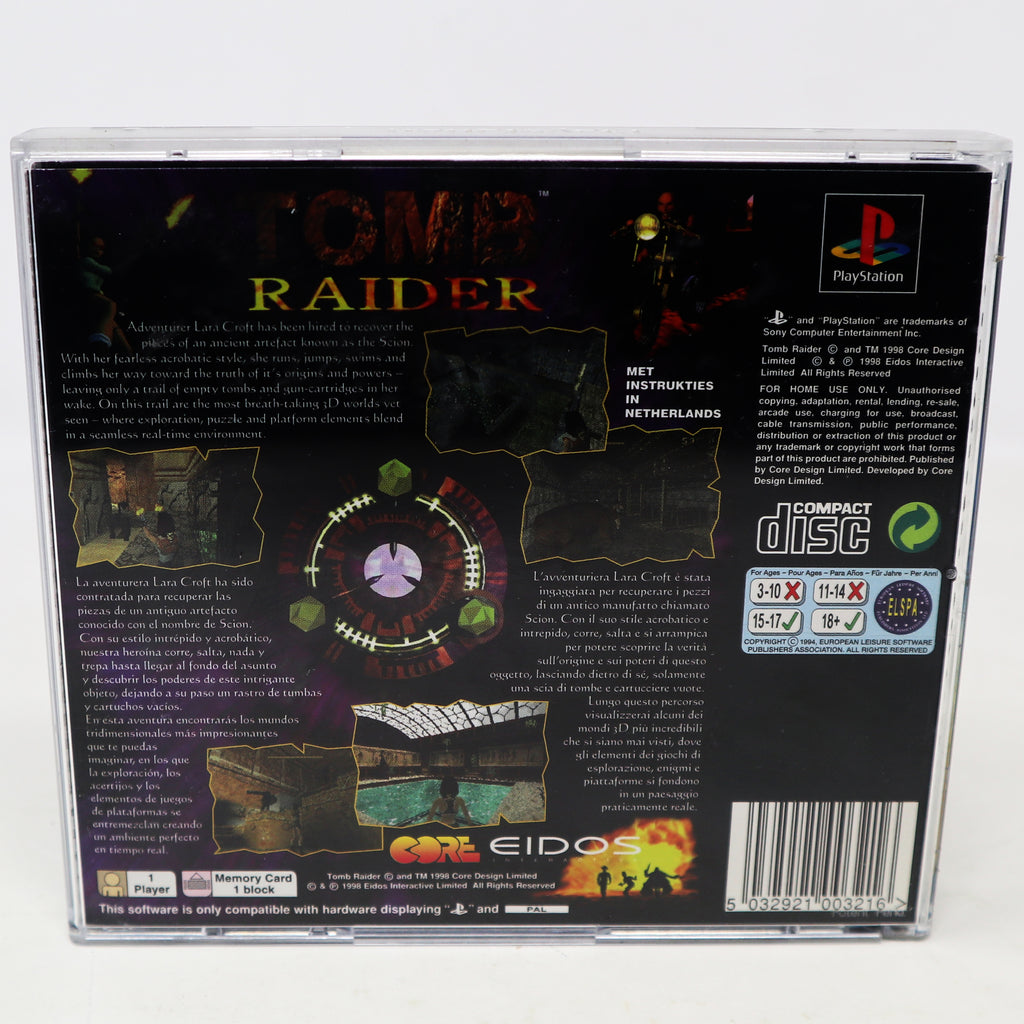 TOMB™
RAIDER
Adventurer Lara Croft has been hired to recover the
pieces of an ancient artefact known as the Scion.
With her fearless acrobatic style, she runs, jumps, swims and
climbs her way toward the truth of it's origins and powers –
leaving only a trail of empty tombs and gun-cartridges in her
wake. On this trail are the most breath-taking 3D worlds yet
seen – where exploration, puzzle and platform elements blend
in a seamless real-time environment.
MET
INSTRUKTIES
IN
NETHERLANDS
PlayStation
" " and "PlayStation" are trademarks of
Sony Computer Entertainment Inc.
Tomb Raider © and TM 1998 Core Design
Limited © & ℗ 1998 Eidos Interactive
Limited All Rights Reserved
FOR HOME USE ONLY. Unauthorised
copying, adaptation, rental, lending, re-sale,
arcade use, charging for use, broadcast,
cable transmission, public performance,
distribution or extraction of this product or
any trademark or copyright work that forms
part of this product are prohibited. Published
by Core Design Limited. Developed by Core
Design Limited.
COMPACT
disc
For Ages - Pour Ages - Para Años - Für Jahre - Per Anni
3-10 11-14
15-17 18+
ELSPA
COPYRIGHT © 1994, EUROPEAN LEISURE SOFTWARE
PUBLISHERS ASSOCIATION. ALL RIGHTS RESERVED
La aventurera Lara Croft ha sido
contratada para recuperar las
piezas de un antiguo artefacto
conocido con el nombre de Scion.
Con su estilo intrépido y acrobático,
nuestra heroína corre, salta, nada y
trepa hasta llegar al fondo del asunto
y descubrir los poderes de este intrigante
objeto, dejando a su paso un rastro de tumbas
y cartuchos vacíos.
En esta aventura encontrarás los mundos
tridimensionales más impresionantes
que te puedas
imaginar, en los que
la exploración, los
acertijos y los
elementos de juegos
de plataformas se
entremezclan creando
un ambiente perfecto
en tiempo real.
L'avventuriera Lara Croft è stata
ingaggiata per recuperare i pezzi
di un antico manufatto chiamato
Scion. Con il suo stile acrobatico e
intrepido, corre, salta e si arrampica
per potere scoprire la verità
sull'origine e sui poteri di questo
oggetto, lasciando dietro di sé, solamente
una scia di tombe e cartucciere vuote.
Lungo questo percorso
visualizzerai alcuni dei
mondi 3D più incredibili
che si siano mai visti, dove
gli elementi dei giochi di
esplorazione, enigmi e
piattaforme si fondono
in un paesaggio
praticamente reale.
CORE EIDOS
INTERACTIVE
1
Player
Memory Card
1 block
Tomb Raider © and TM 1998 Core Design Limited
© & ℗ 1998 Eidos Interactive Limited All Rights Reserved
This software is only compatible with hardware displaying " " and PAL
5 032921 003216 >